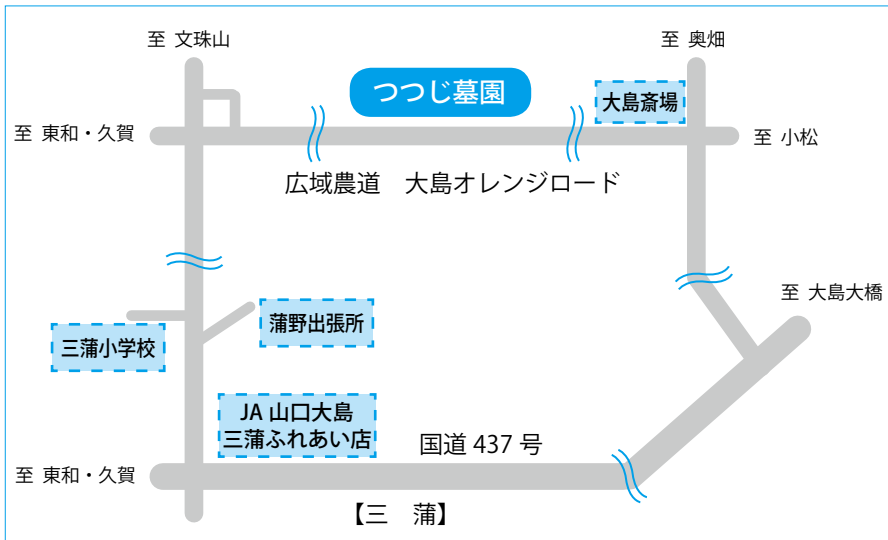 至 文珠山
至 奥畑
つつじ墓園
大島斎場
至 東和・久賀
至 小松
広域農道　大島オレンジロード
至 大島大橋
蒲野出張所
三蒲小学校
JA 山口大島
三蒲ふれあい店
国道 437 号
至 東和・久賀
【三　蒲】